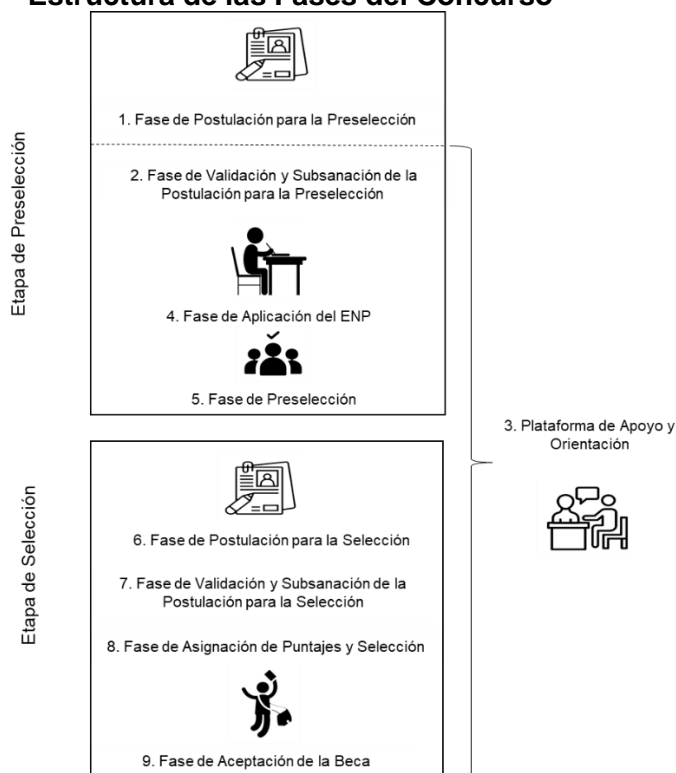 Estructura de las Fases del Concurso
Etapa de Preselección
1. Fase de Postulación para la Preselección
2. Fase de Validación y Subsanación de la
Postulación para la Preselección
4. Fase de Aplicación del ENP
5. Fase de Preselección
3. Plataforma de Apoyo y
Orientación
Etapa de Selección
6. Fase de Postulación para la Selección
7. Fase de Validación y Subsanación de la
Postulación para la Selección
8. Fase de Asignación de Puntajes y Selección
9. Fase de Aceptación de la Beca